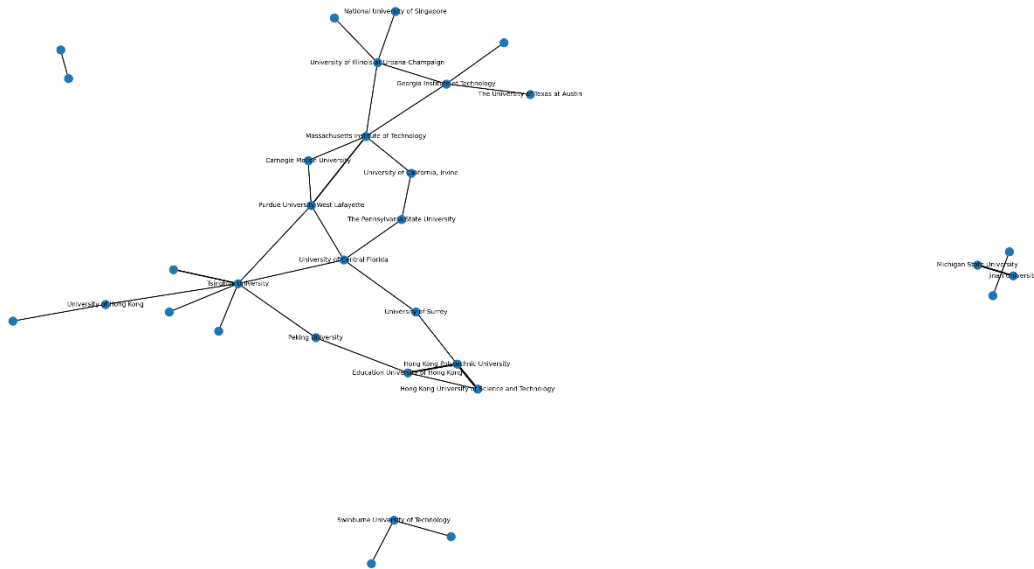 National University of Singapore
University of Illinois at Urbana-Champaign
Georgia Institute of Technology
The University of Texas at Austin
Massachusetts Institute of Technology
Carnegie Mellon University
University of California, Irvine
Purdue University West Lafayette
The Pennsylvania State University
University of Central Florida
Michigan State University
Jinan Universit
Tsinghua University
University of Hong Kong
University of Surrey
Peking University
Hong Kong Polytechnic University
Education University of Hong Kong
Hong Kong University of Science and Technology
Swinburne University of Technology